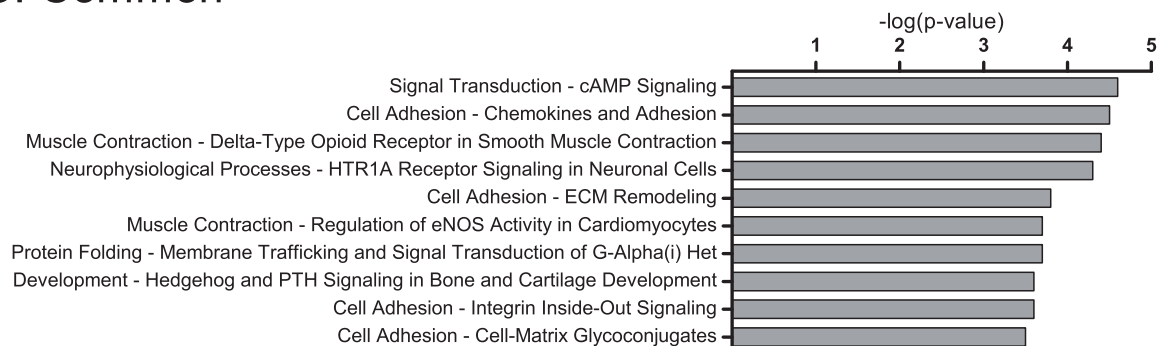 -log(p-value)
1 2 3 4 5
Signal Transduction - cAMP Signaling
Cell Adhesion - Chemokines and Adhesion
Muscle Contraction - Delta-Type Opioid Receptor in Smooth Muscle Contraction
Neurophysiological Processes - HTR1A Receptor Signaling in Neuronal Cells
Cell Adhesion - ECM Remodeling
Muscle Contraction - Regulation of eNOS Activity in Cardiomyocytes
Protein Folding - Membrane Trafficking and Signal Transduction of G-Alpha(i) Het
Development - Hedgehog and PTH Signaling in Bone and Cartilage Development
Cell Adhesion - Integrin Inside-Out Signaling
Cell Adhesion - Cell-Matrix Glycoconjugates